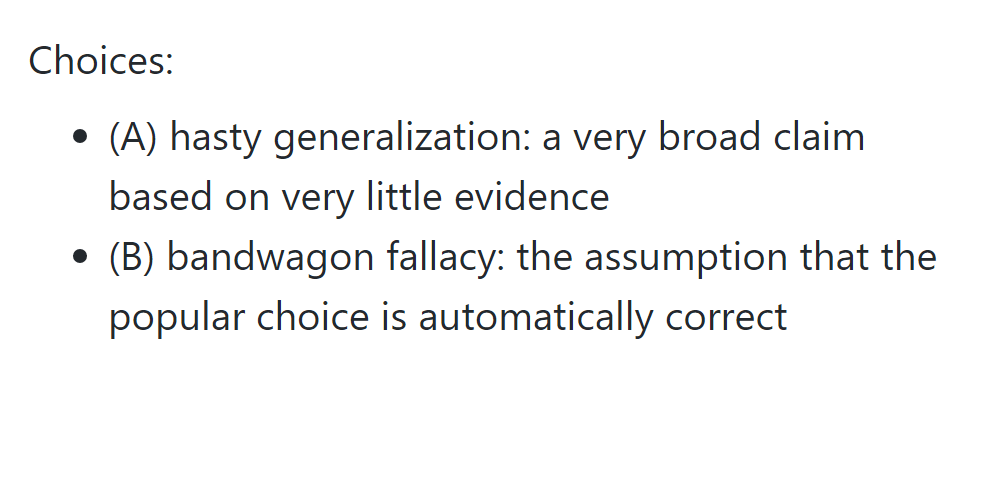 Choices:
• (A) hasty generalization: a very broad claim
based on very little evidence
• (B) bandwagon fallacy: the assumption that the
popular choice is automatically correct